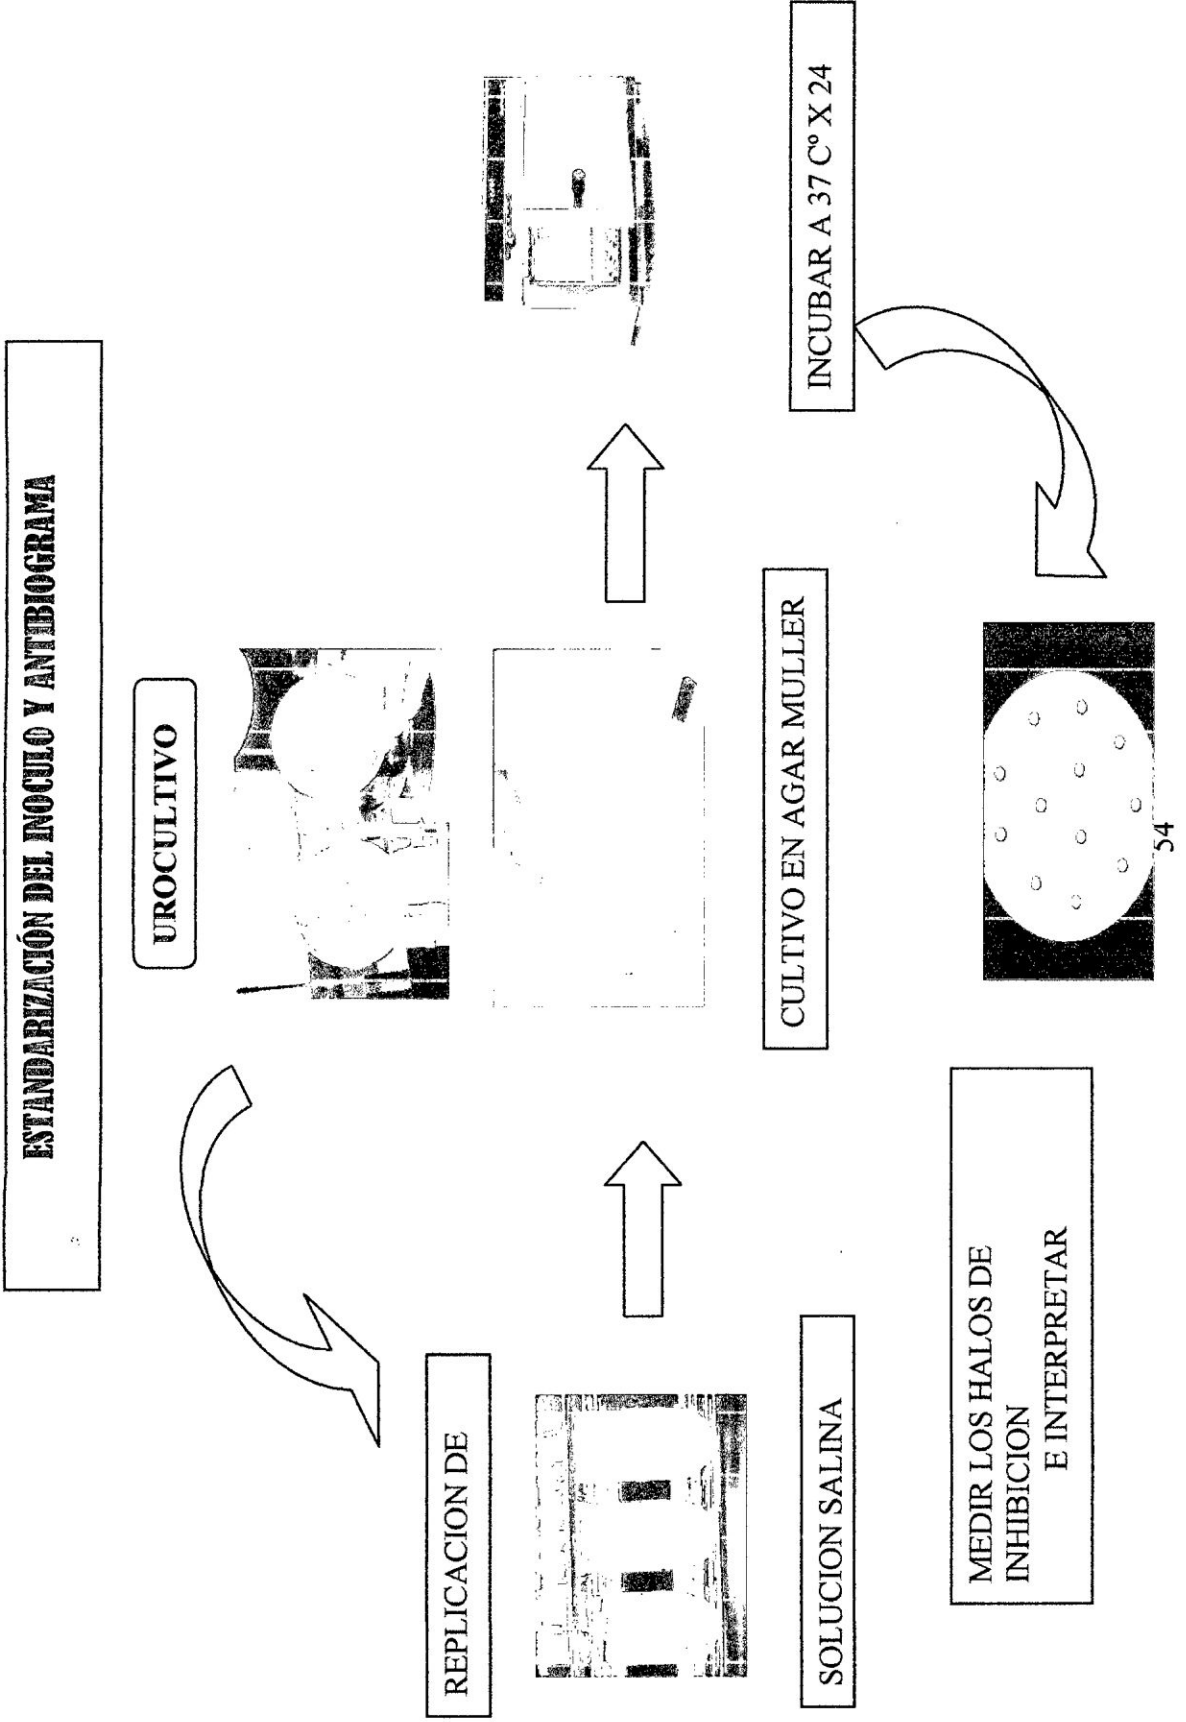 ESTANDARIZACIÓN DEL INOCULO Y ANTIBIOGRAMA
UROCULTIVO
REPLICACION DE
SOLUCION SALINA
CULTIVO EN AGAR MULLER
INCUBAR A 37 Cº X 24
MEDIR LOS HALOS DE
INHIBICION
E INTERPRETAR
54